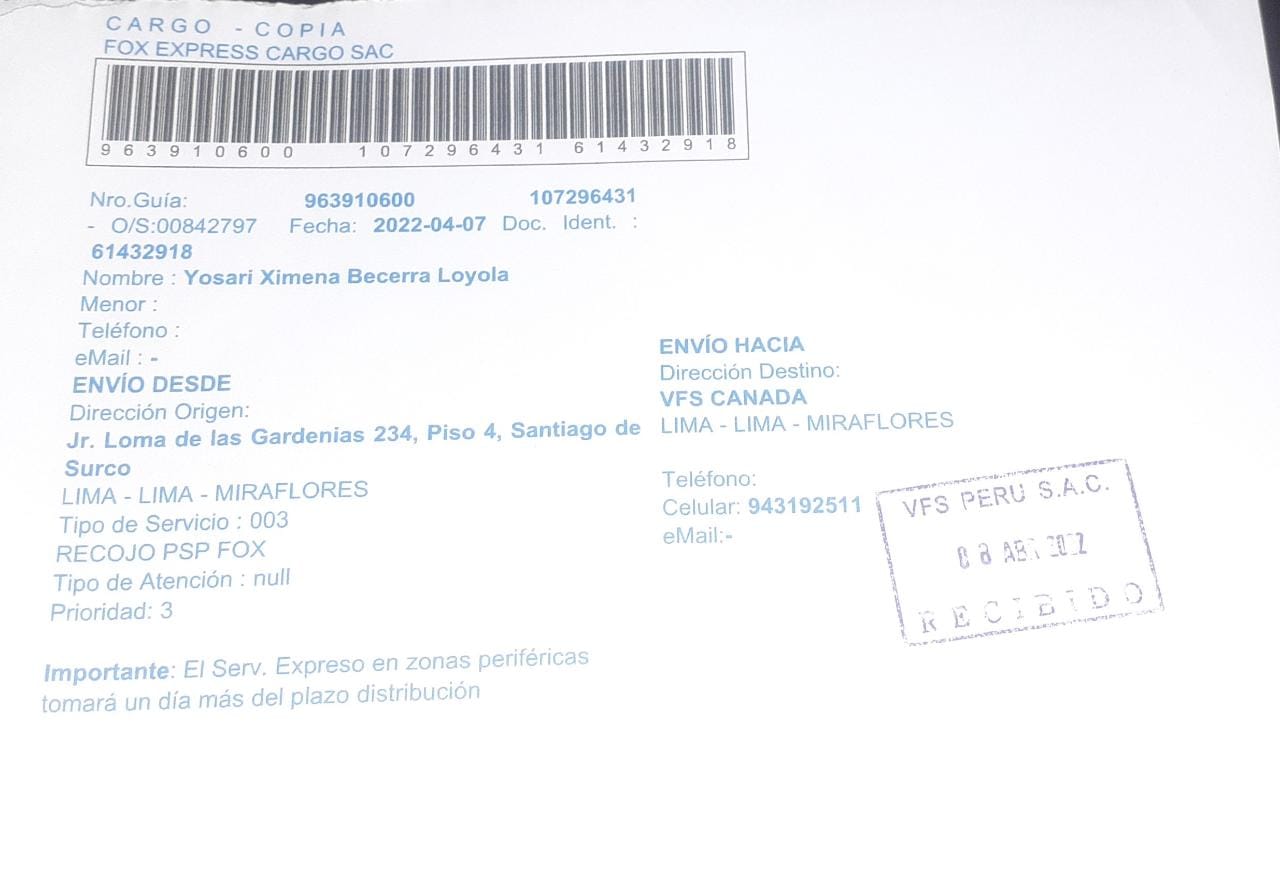 CARGO - COPIA
FOX EXPRESS CARGO SAC
963910600 107296431 61432918
Nro.Guía: 963910600 107296431
- O/S:00842797 Fecha: 2022-04-07 Doc. Ident. :
61432918
Nombre : Yosari Ximena Becerra Loyola
Menor :
Teléfono :
eMail : -
ENVÍO DESDE
Dirección Origen:
Jr. Loma de las Gardenias 234, Piso 4, Santiago de
Surco
LIMA - LIMA - MIRAFLORES
Tipo de Servicio : 003
RECOJO PSP FOX
Tipo de Atención : null
Prioridad: 3
ENVÍO HACIA
Dirección Destino:
VFS CANADA
LIMA - LIMA - MIRAFLORES
Teléfono:
Celular: 943192511
eMail:-
VFS PERU S.A.C.
08 ABR 2022
RECIBIDO
Importante: El Serv. Expreso en zonas periféricas
tomará un día más del plazo distribución